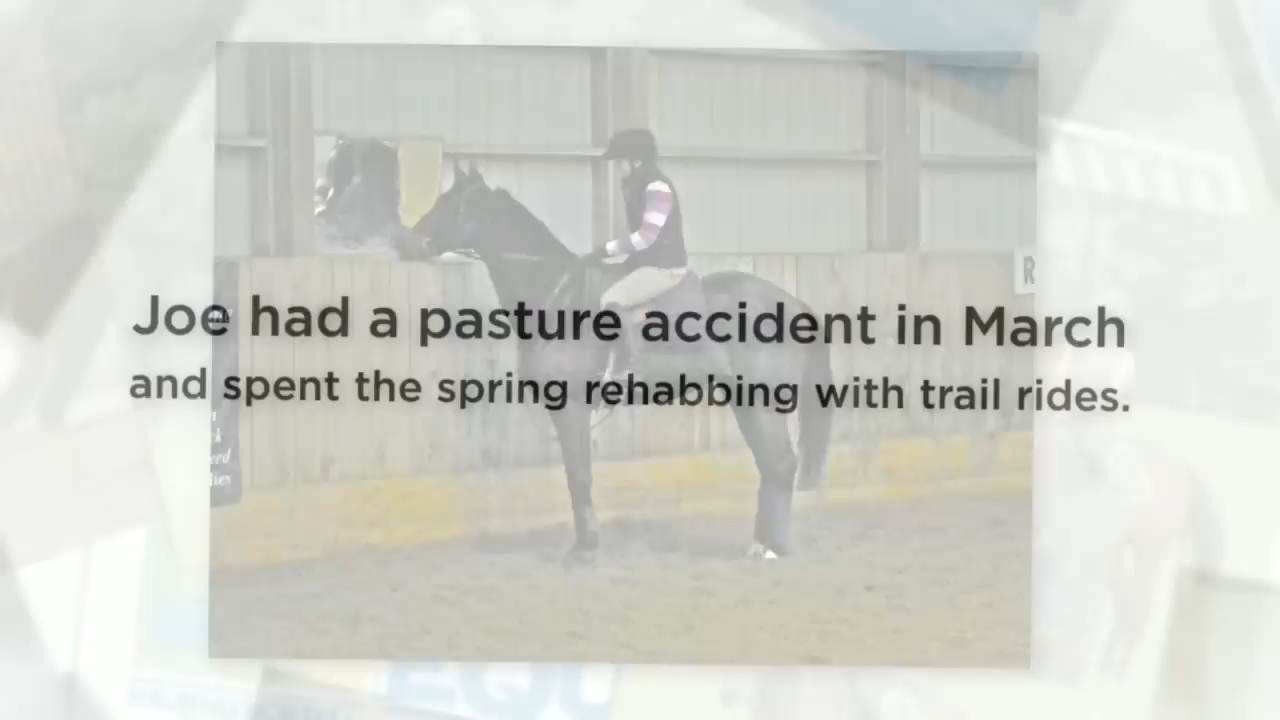 Joe had a pasture accident in March
and spent the spring rehabbing with trail rides.
R